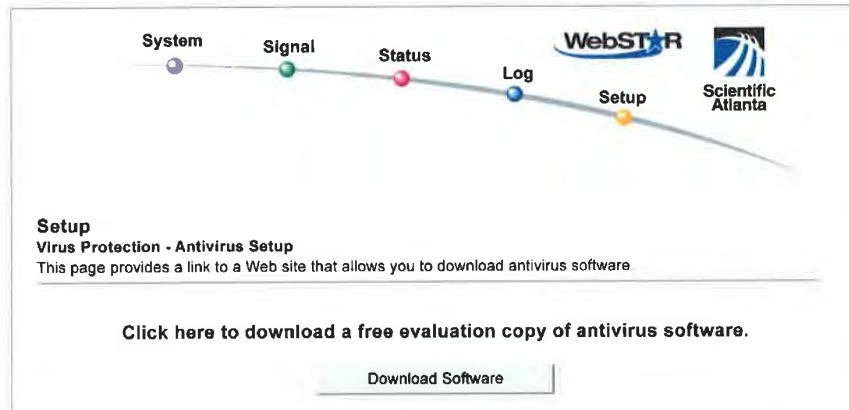 System
Signal
Status
Log
Setup
WebSTAR
Scientific
Atlanta
Setup
Virus Protection - Antivirus Setup
This page provides a link to a Web site that allows you to download antivirus software.
Click here to download a free evaluation copy of antivirus software.
Download Software